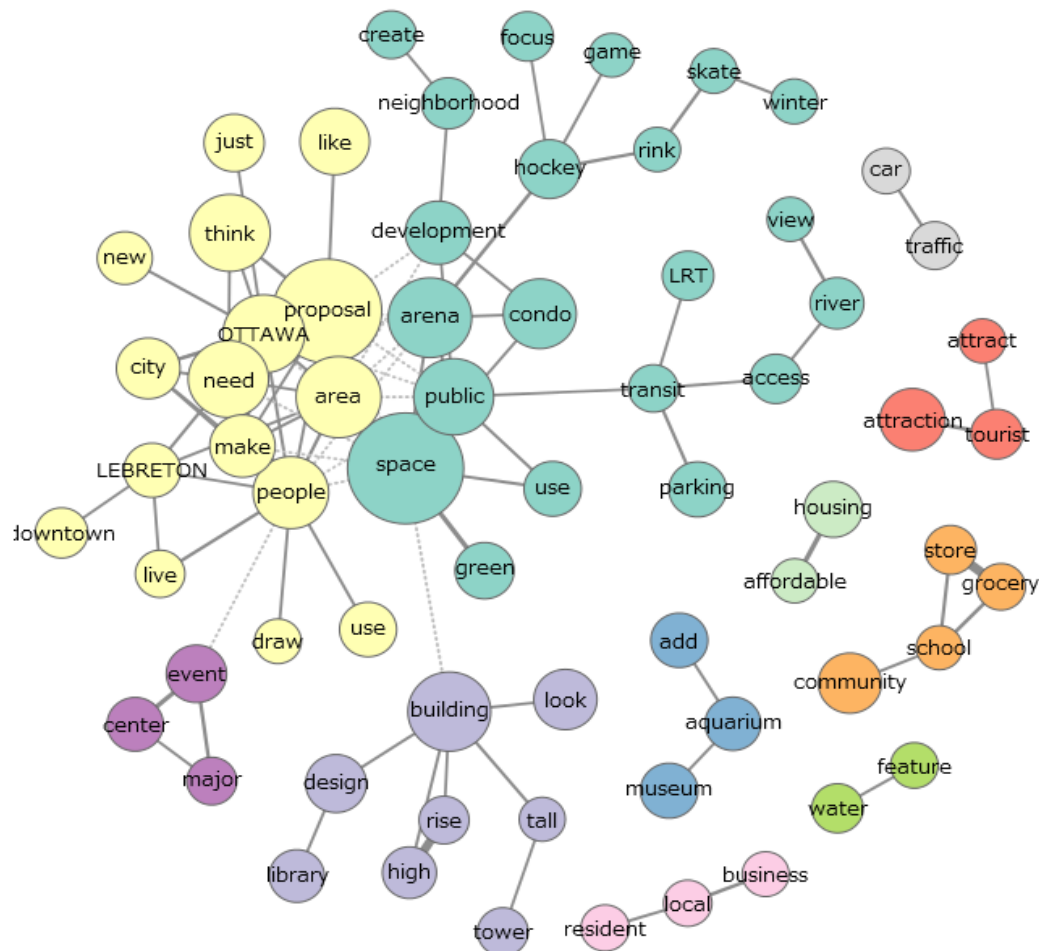 create
focus
game
skate
winter
neighborhood
just
like
rink
hockey
car
view
think
development
new
traffic
LRT
proposal
arena
condo
river
OTTAWA
attract
city
need
area
public
transit
access
attraction
tourist
make
space
LEBRETON
people
use
parking
housing
downtown
live
green
affordable
store
grocery
draw
use
add
school
event
community
center
building
look
aquarium
major
design
museum
feature
water
rise
tall
library
high
business
local
resident
tower